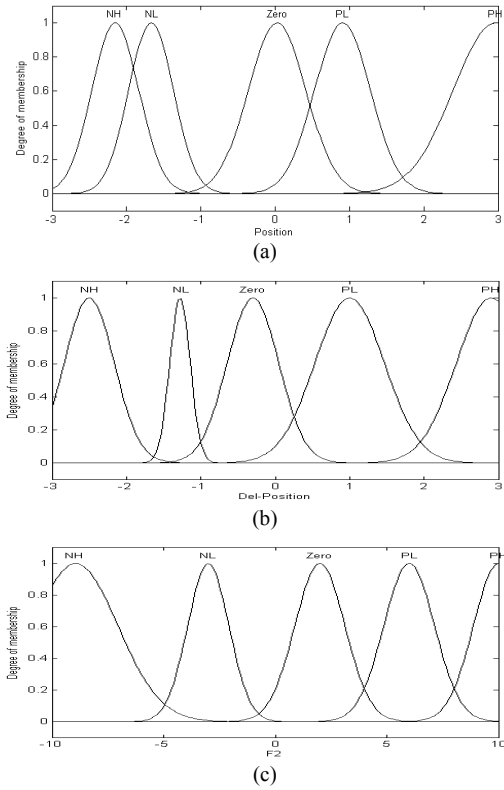 NH NL Zero PL PH
Degree of membership
1
0.8
0.6
0.4
0.2
0
-3 -2 -1 0 1 2 3
Position
(a)
NH NL Zero PL PH
Degree of membership
1
0.8
0.6
0.4
0.2
0
-3 -2 -1 0 1 2 3
Del-Position
(b)
NH NL Zero PL PH
Degree of membership
1
0.8
0.6
0.4
0.2
0
-10 -5 0 5 10
F2
(c)